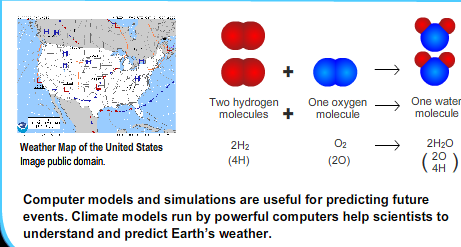 H H
H
H
H
L
Two hydrogen
molecules
+
+
One oxygen
molecule
One water
molecule
Weather Map of the United States
Image public domain.
2H2
(4H)
O2
(2O)
2H2O
( 2O
4H )
Computer models and simulations are useful for predicting future
events. Climate models run by powerful computers help scientists to
understand and predict Earth's weather.